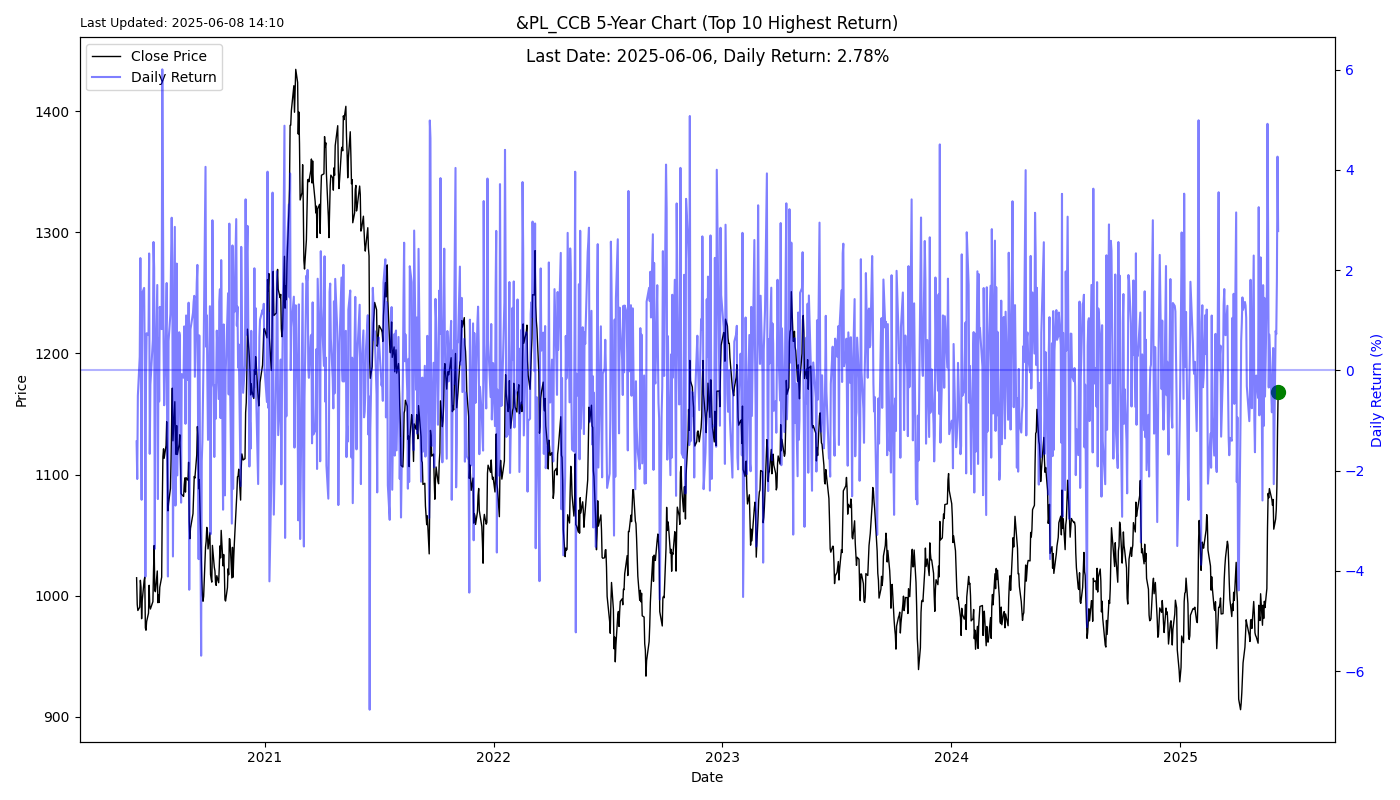 Last Updated: 2025-06-08 14:10
&PL_CCB 5-Year Chart (Top 10 Highest Return)
Last Date: 2025-06-06, Daily Return: 2.78%
Close Price
Daily Return
1400
1300
1200
1100
1000
900
Price
6
4
2
0
−2
−4
−6
Daily Return (%)
2021
2022
2023
2024
2025
Date